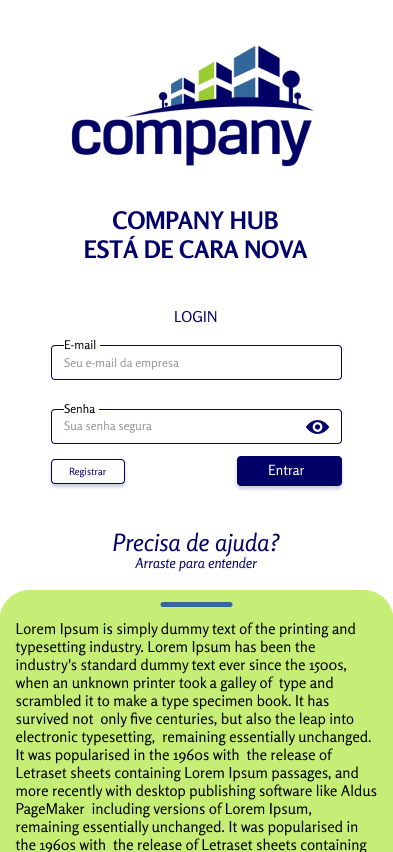 company
COMPANY HUB
ESTÁ DE CARA NOVA
LOGIN
E-mail
Seu e-mail da empresa
Senha
Sua senha segura
Registrar
Entrar
Precisa de ajuda?
Arraste para entender
Lorem Ipsum is simply dummy text of the printing and
typesetting industry. Lorem Ipsum has been the
industry's standard dummy text ever since the 1500s,
when an unknown printer took a galley of  type and
scrambled it to make a type specimen book. It has
survived not  only five centuries, but also the leap into
electronic typesetting,  remaining essentially unchanged.
It was popularised in the 1960s with  the release of
Letraset sheets containing Lorem Ipsum passages, and
more recently with desktop publishing software like Aldus
PageMaker  including versions of Lorem Ipsum,
remaining essentially unchanged. It was popularised in
the 1960s with  the release of Letraset sheets containing